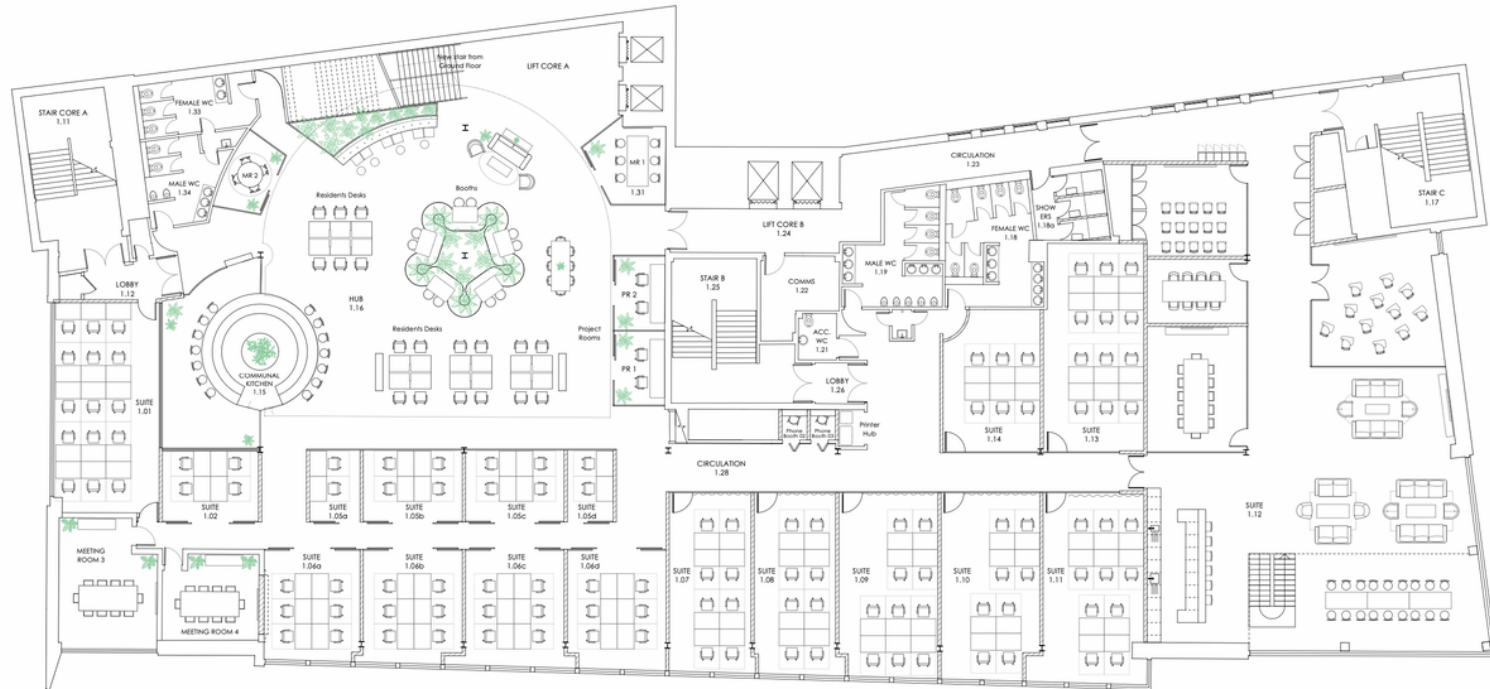 New stair from
Ground Floor
LIFT CORE A
STAIR CORE A
1.11
FEMALE WC
1.33
MALE WC
1.34
MR 2
MR 1
1.31
CIRCULATION
1.23
STAIR C
1.17
Residents Desks
Booths
LIFT CORE B
1.24
SHOW
ERS
1.18a
FEMALE WC
1.18
MALE WC
1.19
STAIR B
1.25
COMMS
1.22
LOBBY
1.12
HUB
1.16
PR 2
Residents Desks
Project
Rooms
ACC.
WC
1.21
PR 1
LOBBY
1.26
COMMUNAL
KITCHEN
1.15
SUITE
1.01
Phone
Booth 02
Phone
Booth 03
Printer
Hub
SUITE
1.14
SUITE
1.13
CIRCULATION
1.28
SUITE
1.02
SUITE
1.05a
SUITE
1.05b
SUITE
1.05c
SUITE
1.05d
SUITE
1.12
MEETING
ROOM 3
SUITE
1.06a
SUITE
1.06b
SUITE
1.06c
SUITE
1.06d
SUITE
1.07
SUITE
1.08
SUITE
1.09
SUITE
1.10
SUITE
1.11
MEETING ROOM 4